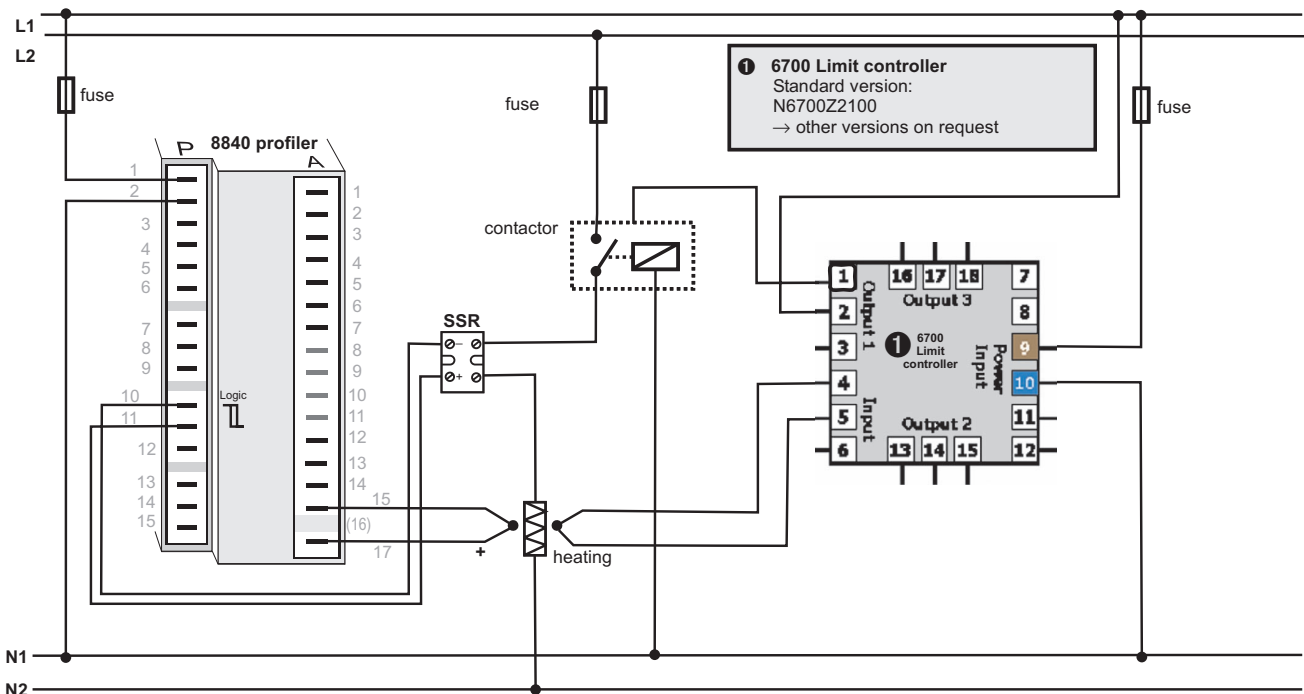 L1
L2
fuse
fuse
❶ 6700 Limit controller
Standard version:
N6700Z2100
→ other versions on request
fuse
8840 profiler
P
A
1
2
3
4
5
6
7
8
9
10
11
12
13
14
15
Logic
1
2
3
4
5
6
7
8
9
10
11
12
13
14
15
(16)
17
+
contactor
SSR
−
+
heating
1
2
3
4
5
6
Output 1
Input
16 17 18
Output 3
❶ 6700
Limit
controller
Power
Input
7
8
9
10
11
12
Output 2
13 14 15
N1
N2